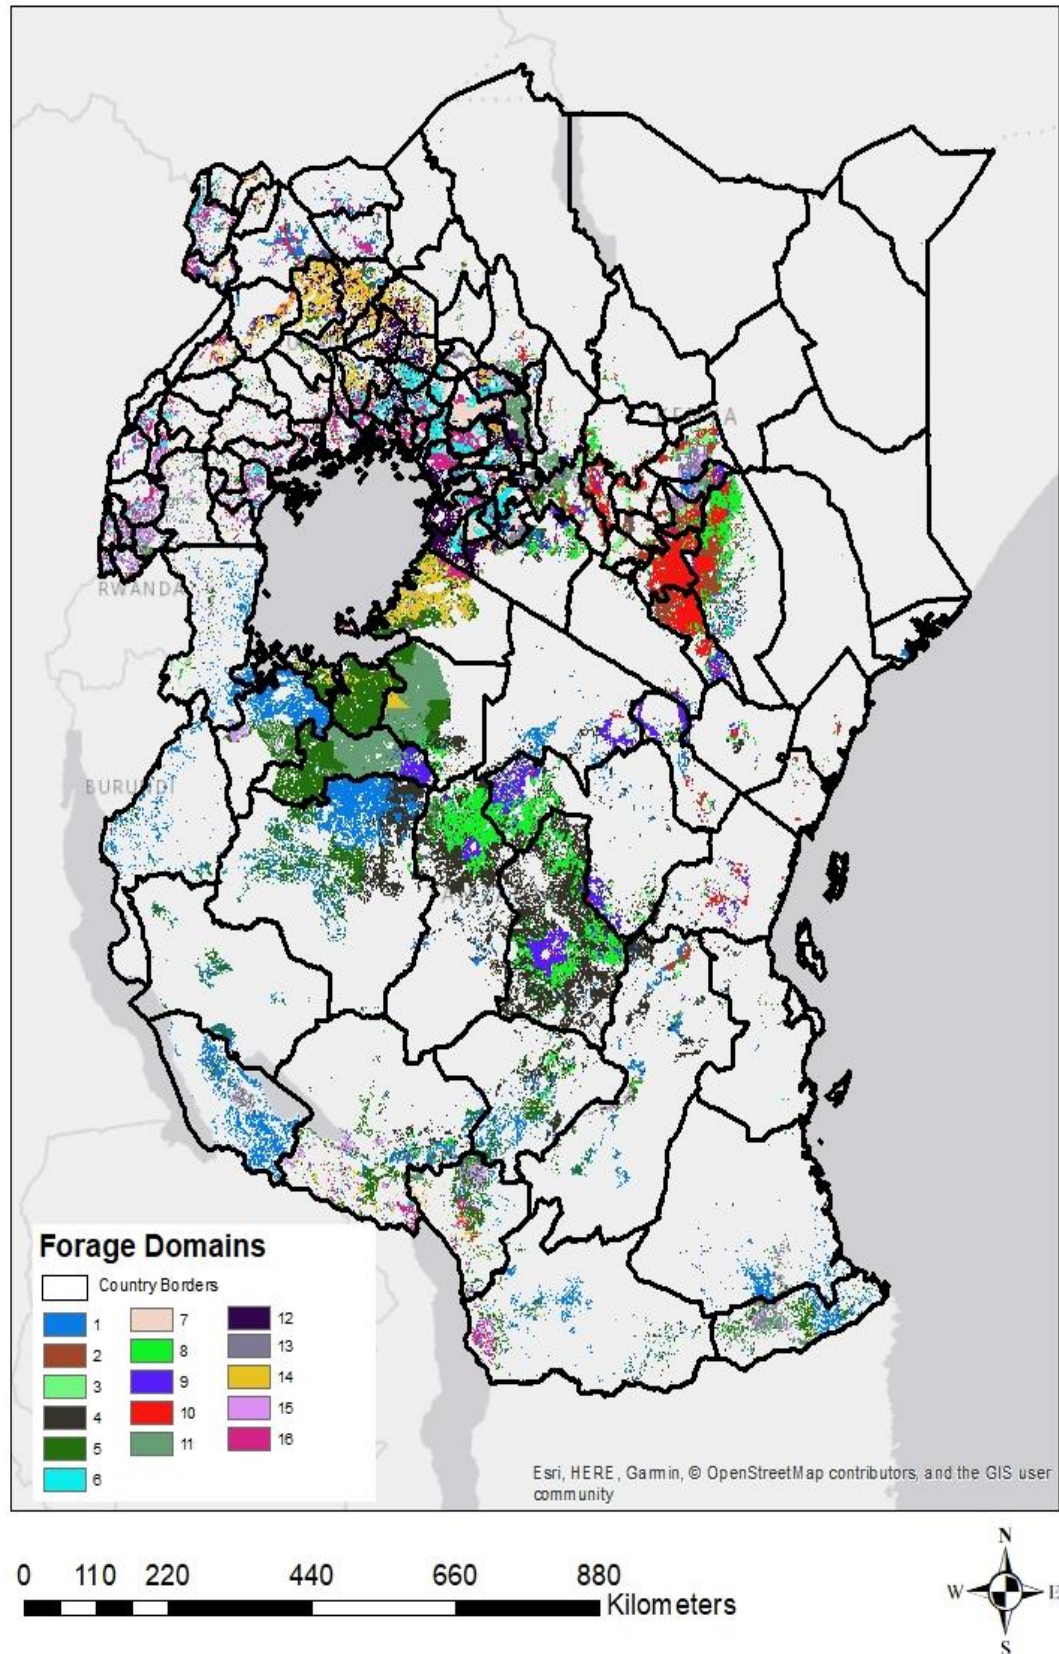 RWANDA
BURUNDI
Forage Domains
Country Borders
1 7 12
2 8 13
3 9 14
4 10 15
5 11 16
6
Esri, HERE, Garmin, © OpenStreetMap contributors, and the GIS user
community
0 110 220 440 660 880
Kilometers
N
W E
S